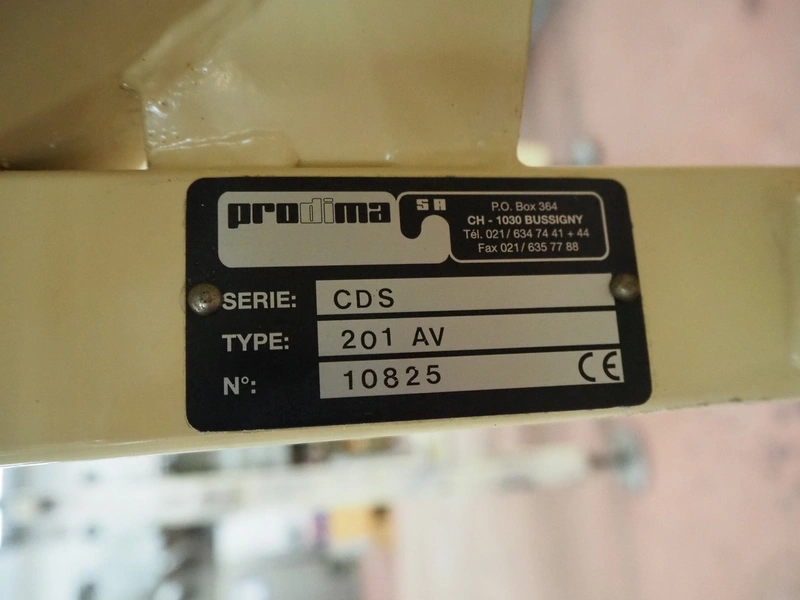 prodima SA
P.O. Box 364
CH - 1030 BUSSIGNY
Tél. 021/ 634 74 41 + 44
Fax 021/ 635 77 88
SERIE: CDS
TYPE: 201 AV
N°: 10825 CE